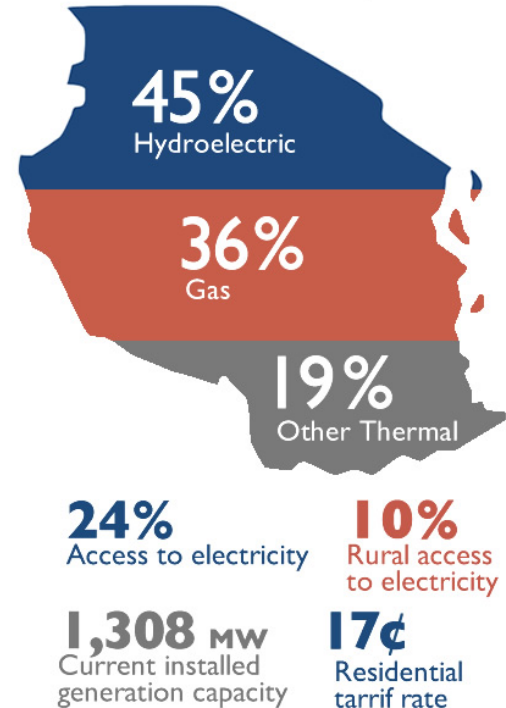 45%
Hydroelectric
36%
Gas
19%
Other Thermal
24%
Access to electricity
10%
Rural access
to electricity
1,308 MW
Current installed
generation capacity
17¢
Residential
tarrif rate